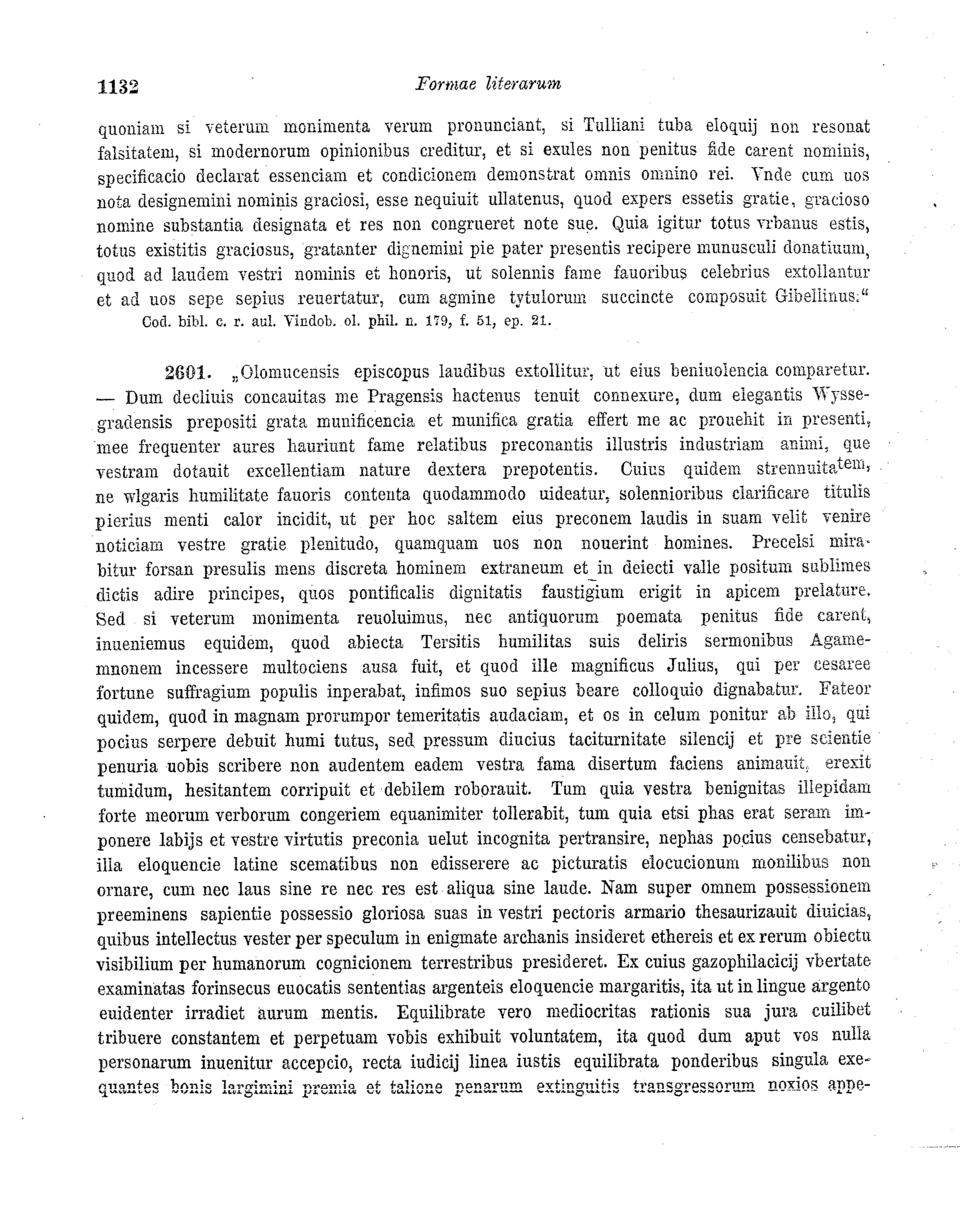 1132
Formae literarum
quoniam si veterum monimenta verum pronunciant, si Tulliani tuba eloquij non resonat
falsitatem, si modernorum opinionibus creditur, et si exules non penitus fide carent nominis,
specificacio declarat essenciam et condicionem demonstrat omnis omnino rei. Vnde cum uos
nota designemini nominis graciosi, esse nequiuit ullatenus, quod expers essetis gratie, gracioso
nomine substantia designata et res non congrueret note sue. Quia igitur totus vrbanus estis,
totus existitis graciosus, gratanter dignemini pie pater presentis recipere munusculi donatiuum,
quod ad laudem vestri nominis et honoris, ut solennis fame fauoribus celebrius extollantur
et ad uos sepe sepius reuertatur, cum agmine tytulorum succincte composuit Gibellinus.“
Cod. bibl. c. r. aul. Vindob. ol. phil. n. 179, f. 51, ep. 21.
2601. „Olomucensis episcopus laudibus extollitur, ut eius beniuolencia comparetur.
— Dum decliuis concauitas me Pragensis hactenus tenuit connexure, dum elegantis Wysse-
gradensis prepositi grata munificencia et munifica gratia effert me ac prouehit in presenti,
mee frequenter aures hauriunt fame relatibus preconantis illustris industriam animi, que
vestram dotauit excellentiam nature dextera prepotentis. Cuius quidem strennuitatem,
ne wlgaris humilitate fauoris contenta quodammodo uideatur, solennioribus clarificare titulis
pierius menti calor incidit, ut per hoc saltem eius preconem laudis in suam velit venire
noticiam vestre gratie plenitudo, quamquam uos non nouerint homines. Precelsi mira-
bitur forsan presulis mens discreta hominem extraneum et in deiecti valle positum sublimes
dictis adire principes, quos pontificalis dignitatis faustigium erigit in apicem prelature.
Sed si veterum monimenta reuoluimus, nec antiquorum poemata penitus fide carent,
inueniemus equidem, quod abiecta Tersitis humilitas suis deliris sermonibus Agame-
mnonem incessere multociens ausa fuit, et quod ille magnificus Julius, qui per cesaree
fortune suffragium populis inperabat, infimos suo sepius beare colloquio dignabatur. Fateor
quidem, quod in magnam prorumpor temeritatis audaciam, et os in celum ponitur ab illo, qui
pocius serpere debuit humi tutus, sed pressum diucius taciturnitate silencij et pre scientie
penuria uobis scribere non audentem eadem vestra fama disertum faciens animauit, erexit
tumidum, hesitantem corripuit et debilem roborauit. Tum quia vestra benignitas illepidam
forte meorum verborum congeriem equanimiter tollerabit, tum quia etsi phas erat seram im-
ponere labijs et vestre virtutis preconia uelut incognita pertransire, nephas pocius censebatur,
illa eloquencie latine scematibus non edisserere ac picturatis elocucionum monilibus non
ornare, cum nec laus sine re nec res est aliqua sine laude. Nam super omnem possessionem
preeminens sapientie possessio gloriosa suas in vestri pectoris armario thesaurizauit diuicias,
quibus intellectus vester per speculum in enigmate archanis insideret ethereis et ex rerum obiectu
visibilium per humanorum cognicionem terrestribus presideret. Ex cuius gazophilacicij vbertate
examinatas forinsecus euocatis sententias argenteis eloquencie margaritis, ita ut in lingue argento
euidenter irradiet aurum mentis. Equilibrate vero mediocritas rationis sua jura cuilibet
tribuere constantem et perpetuam vobis exhibuit voluntatem, ita quod dum aput vos nulla
personarum inuenitur accepcio, recta iudicij linea iustis equilibrata ponderibus singula exe-
quantes bonis largimini premia et talione penarum extinguitis transgressorum noxios appe-